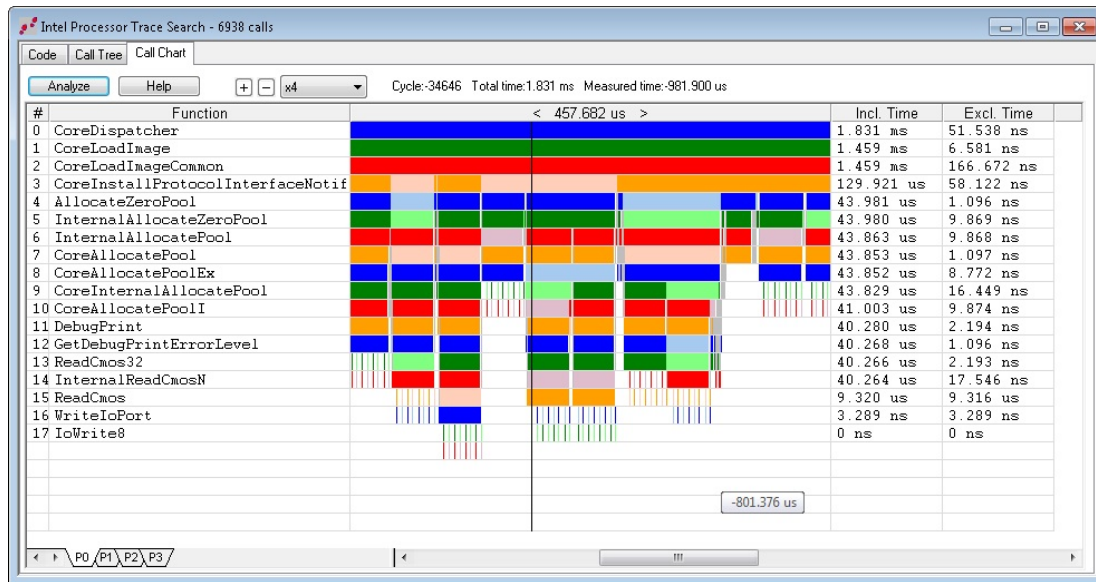 Intel Processor Trace Search - 6938 calls
Code Call Tree Call Chart
Analyze Help + − x4 Cycle:-34646 Total time:1.831 ms Measured time:-981.900 us
# Function < 457.682 us > Incl. Time Excl. Time
0 CoreDispatcher 1.831 ms 51.538 ns
1 CoreLoadImage 1.459 ms 6.581 ns
2 CoreLoadImageCommon 1.459 ms 166.672 ns
3 CoreInstallProtocolInterfaceNotif 129.921 us 58.122 ns
4 AllocateZeroPool 43.981 us 1.096 ns
5 InternalAllocateZeroPool 43.980 us 9.869 ns
6 InternalAllocatePool 43.863 us 9.868 ns
7 CoreAllocatePool 43.853 us 1.097 ns
8 CoreAllocatePoolEx 43.852 us 8.772 ns
9 CoreInternalAllocatePool 43.829 us 16.449 ns
10 CoreAllocatePoolI 41.003 us 9.874 ns
11 DebugPrint 40.280 us 2.194 ns
12 GetDebugPrintErrorLevel 40.268 us 1.096 ns
13 ReadCmos32 40.266 us 2.193 ns
14 InternalReadCmosN 40.264 us 17.546 ns
15 ReadCmos 9.320 us 9.316 us
16 WriteIoPort 3.289 ns 3.289 ns
17 IoWrite8 0 ns 0 ns
-801.376 us
P0 P1 P2 P3